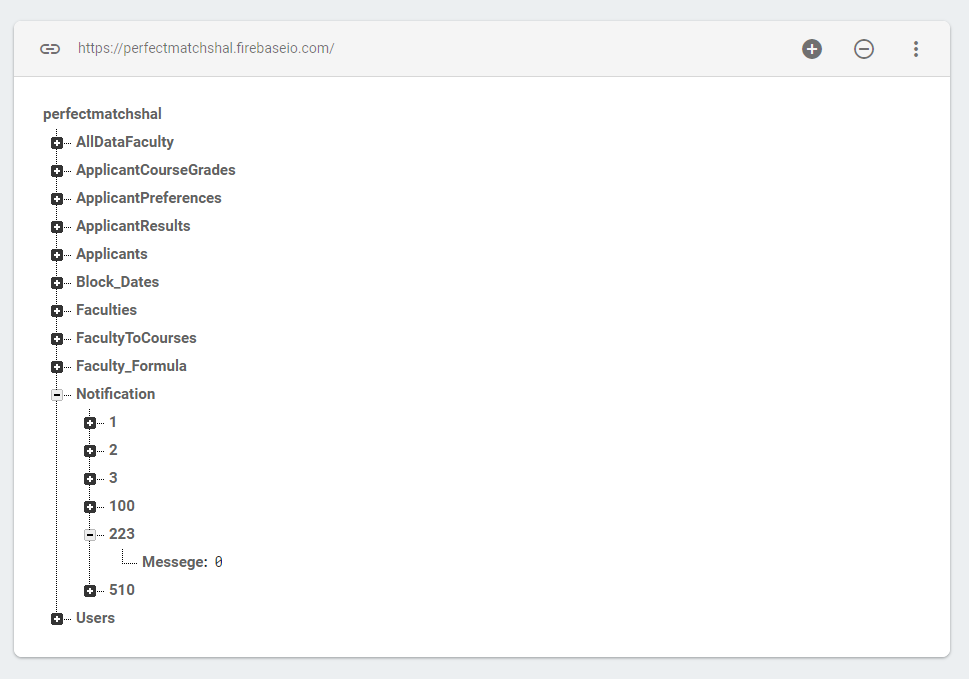 https://perfectmatchshal.firebaseio.com/
perfectmatchshal
AllDataFaculty
ApplicantCourseGrades
ApplicantPreferences
ApplicantResults
Applicants
Block_Dates
Faculties
FacultyToCourses
Faculty_Formula
Notification
1
2
3
100
223
Messege: 0
510
Users